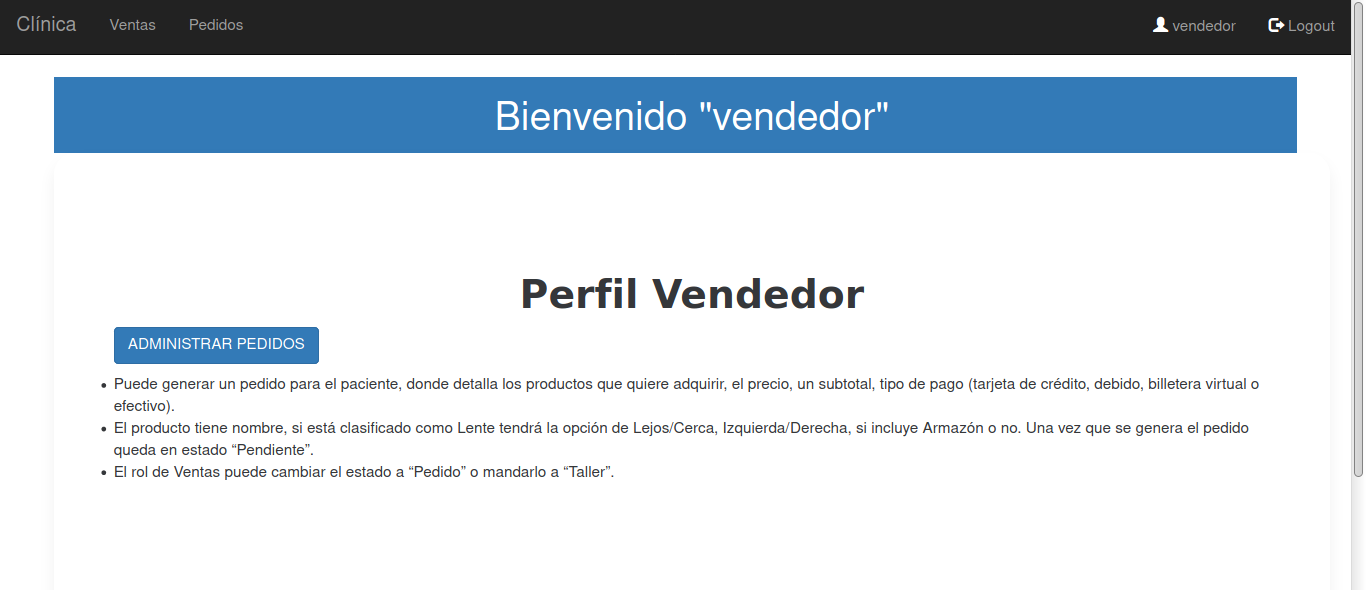 Clínica Ventas Pedidos vendedor Logout
Bienvenido "vendedor"
Perfil Vendedor
ADMINISTRAR PEDIDOS
• Puede generar un pedido para el paciente, donde detalla los productos que quiere adquirir, el precio, un subtotal, tipo de pago (tarjeta de crédito, debido, billetera virtual o
efectivo).
• El producto tiene nombre, si está clasificado como Lente tendrá la opción de Lejos/Cerca, Izquierda/Derecha, si incluye Armazón o no. Una vez que se genera el pedido
queda en estado “Pendiente”.
• El rol de Ventas puede cambiar el estado a “Pedido” o mandarlo a “Taller”.